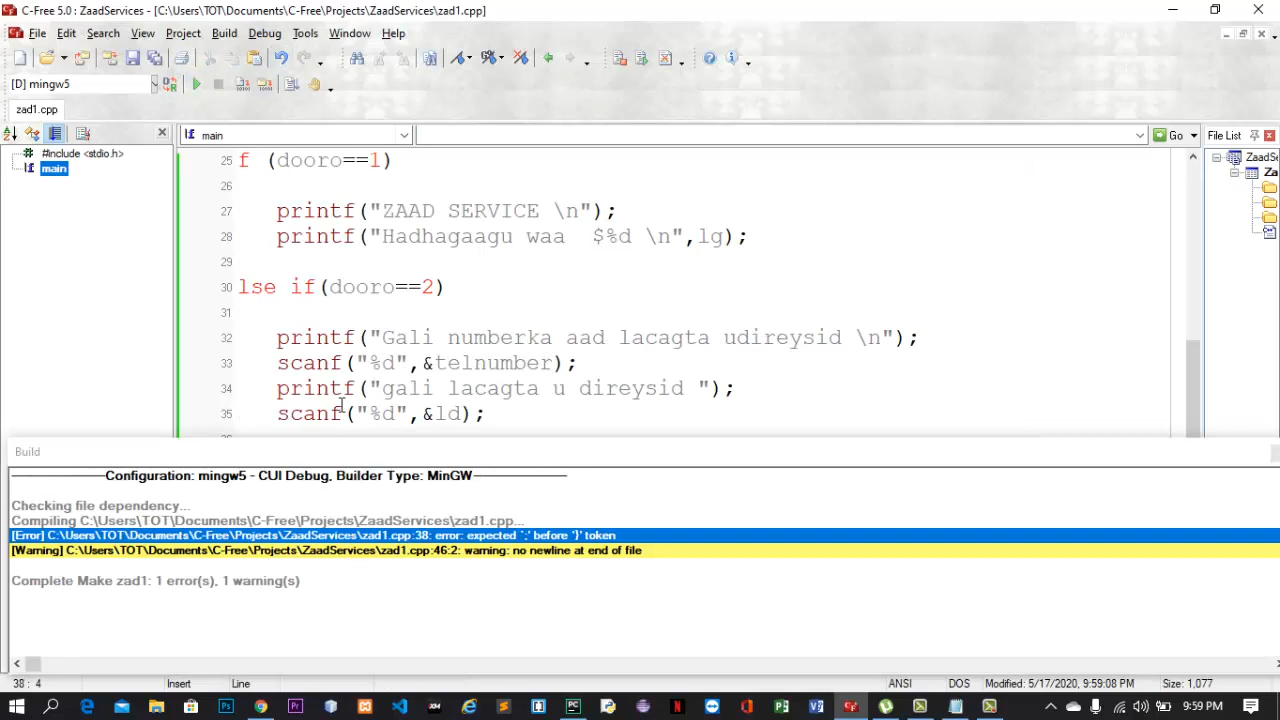 C-Free 5.0 : ZaadServices - [C:\Users\TOT\Documents\C-Free\Projects\ZaadServices\zad1.cpp]
File Edit Search View Project Build Debug Tools Window Help
[D] mingw5
zad1.cpp
main
Go
File List
#include <stdio.h>
main
ZaadS
Za
25 f (dooro==1)
26
27 printf("ZAAD SERVICE \n");
28 printf("Hadhagaagu waa  $%d \n",lg);
29
30 lse if(dooro==2)
31
32 printf("Gali numberka aad lacagta udireysid \n");
33 scanf("%d",&telnumber);
34 printf("gali lacagta u direysid ");
35 scanf("%d",&ld);
Build
Configuration: mingw5 - CUI Debug, Builder Type: MinGW
Checking file dependency...
Compiling C:\Users\TOT\Documents\C-Free\Projects\ZaadServices\zad1.cpp...
[Error] C:\Users\TOT\Documents\C-Free\Projects\ZaadServices\zad1.cpp:38: error: expected `;' before '}' token
[Warning] C:\Users\TOT\Documents\C-Free\Projects\ZaadServices\zad1.cpp:46:2: warning: no newline at end of file
Complete Make zad1: 1 error(s), 1 warning(s)
38 : 4 Insert Line ANSI DOS Modified: 5/17/2020, 9:59:08 PM Size: 1,077
9:59 PM